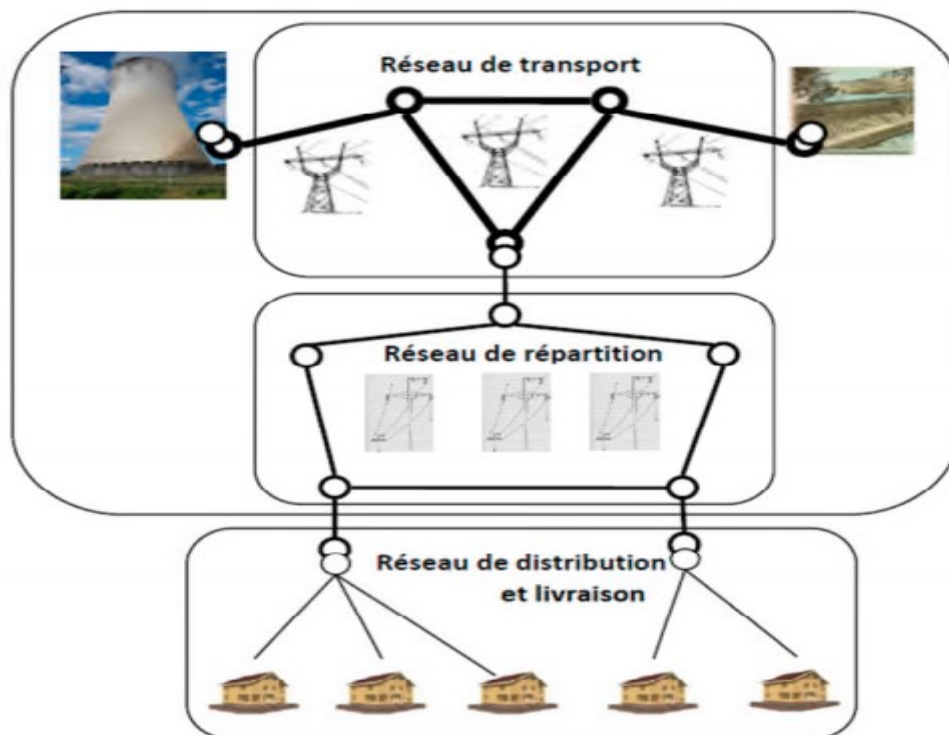 Réseau de transport
Réseau de répartition
Réseau de distribution
et livraison